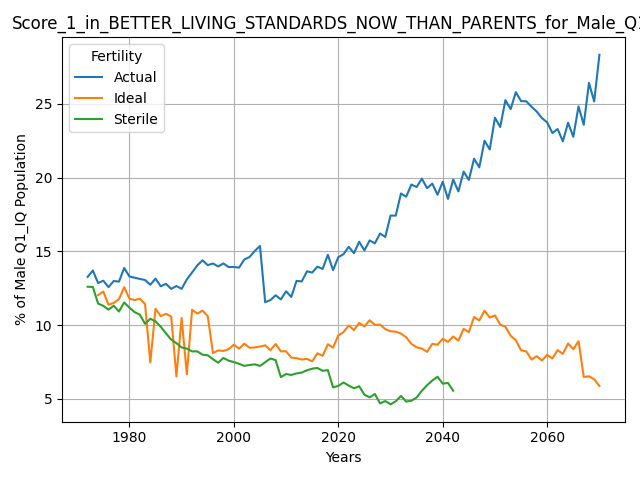 Score_1_in_BETTER_LIVING_STANDARDS_NOW_THAN_PARENTS_for_Male_Q1
Fertility
Actual
Ideal
Sterile
% of Male Q1_IQ Population
25
20
15
10
5
1980 2000 2020 2040 2060
Years